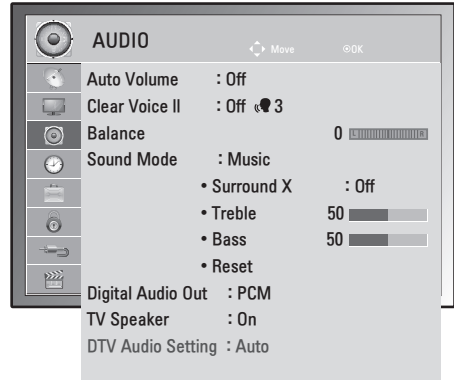 AUDIO Move OK
Auto Volume : Off
Clear Voice II : Off 3
Balance 0 L R
Sound Mode : Music
• Surround X : Off
• Treble 50
• Bass 50
• Reset
Digital Audio Out : PCM
TV Speaker : On
DTV Audio Setting : Auto